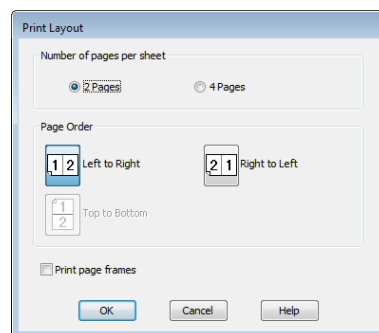 Print Layout
Number of pages per sheet
2 Pages
4 Pages
Page Order
1 2 Left to Right
2 1 Right to Left
1
2
Top to Bottom
Print page frames
OK Cancel Help